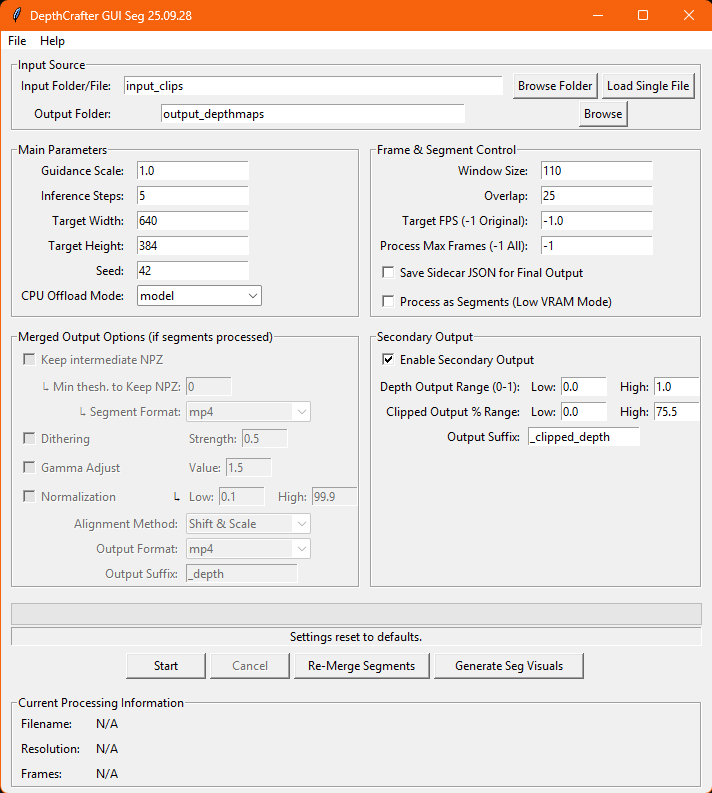 DepthCrafter GUI Seg 25.09.28
File Help
Input Source
Input Folder/File: input_clips Browse Folder Load Single File
Output Folder: output_depthmaps Browse
Main Parameters
Guidance Scale: 1.0
Inference Steps: 5
Target Width: 640
Target Height: 384
Seed: 42
CPU Offload Mode: model
Frame & Segment Control
Window Size: 110
Overlap: 25
Target FPS (-1 Original): -1.0
Process Max Frames (-1 All): -1
Save Sidecar JSON for Final Output
Process as Segments (Low VRAM Mode)
Merged Output Options (if segments processed)
Keep intermediate NPZ
↳ Min thesh. to Keep NPZ: 0
↳ Segment Format: mp4
Dithering Strength: 0.5
Gamma Adjust Value: 1.5
Normalization ↳ Low: 0.1 High: 99.9
Alignment Method: Shift & Scale
Output Format: mp4
Output Suffix: _depth
Secondary Output
Enable Secondary Output
Depth Output Range (0-1): Low: 0.0 High: 1.0
Clipped Output % Range: Low: 0.0 High: 75.5
Output Suffix: _clipped_depth
Settings reset to defaults.
Start Cancel Re-Merge Segments Generate Seg Visuals
Current Processing Information
Filename: N/A
Resolution: N/A
Frames: N/A